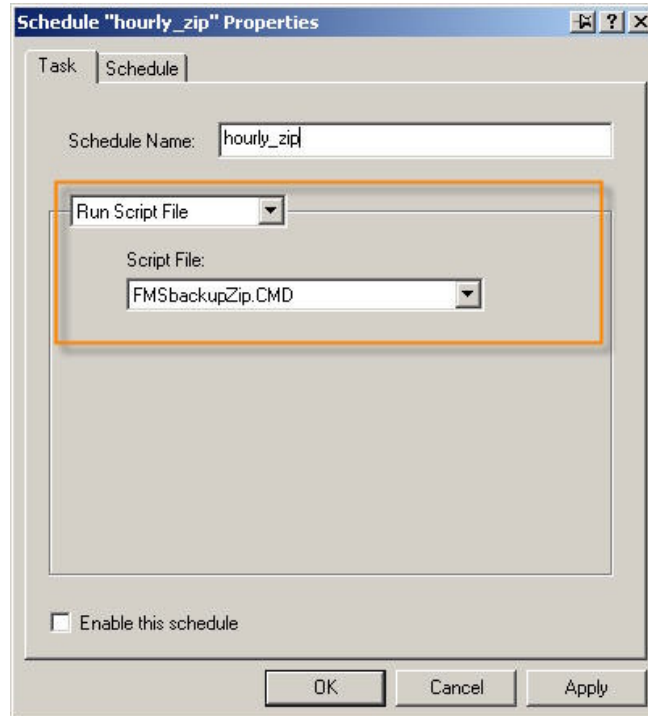 Schedule "hourly_zip" Properties
Task Schedule
Schedule Name: hourly_zip
Run Script File
Script File:
FMSbackupZip.CMD
Enable this schedule
OK Cancel Apply